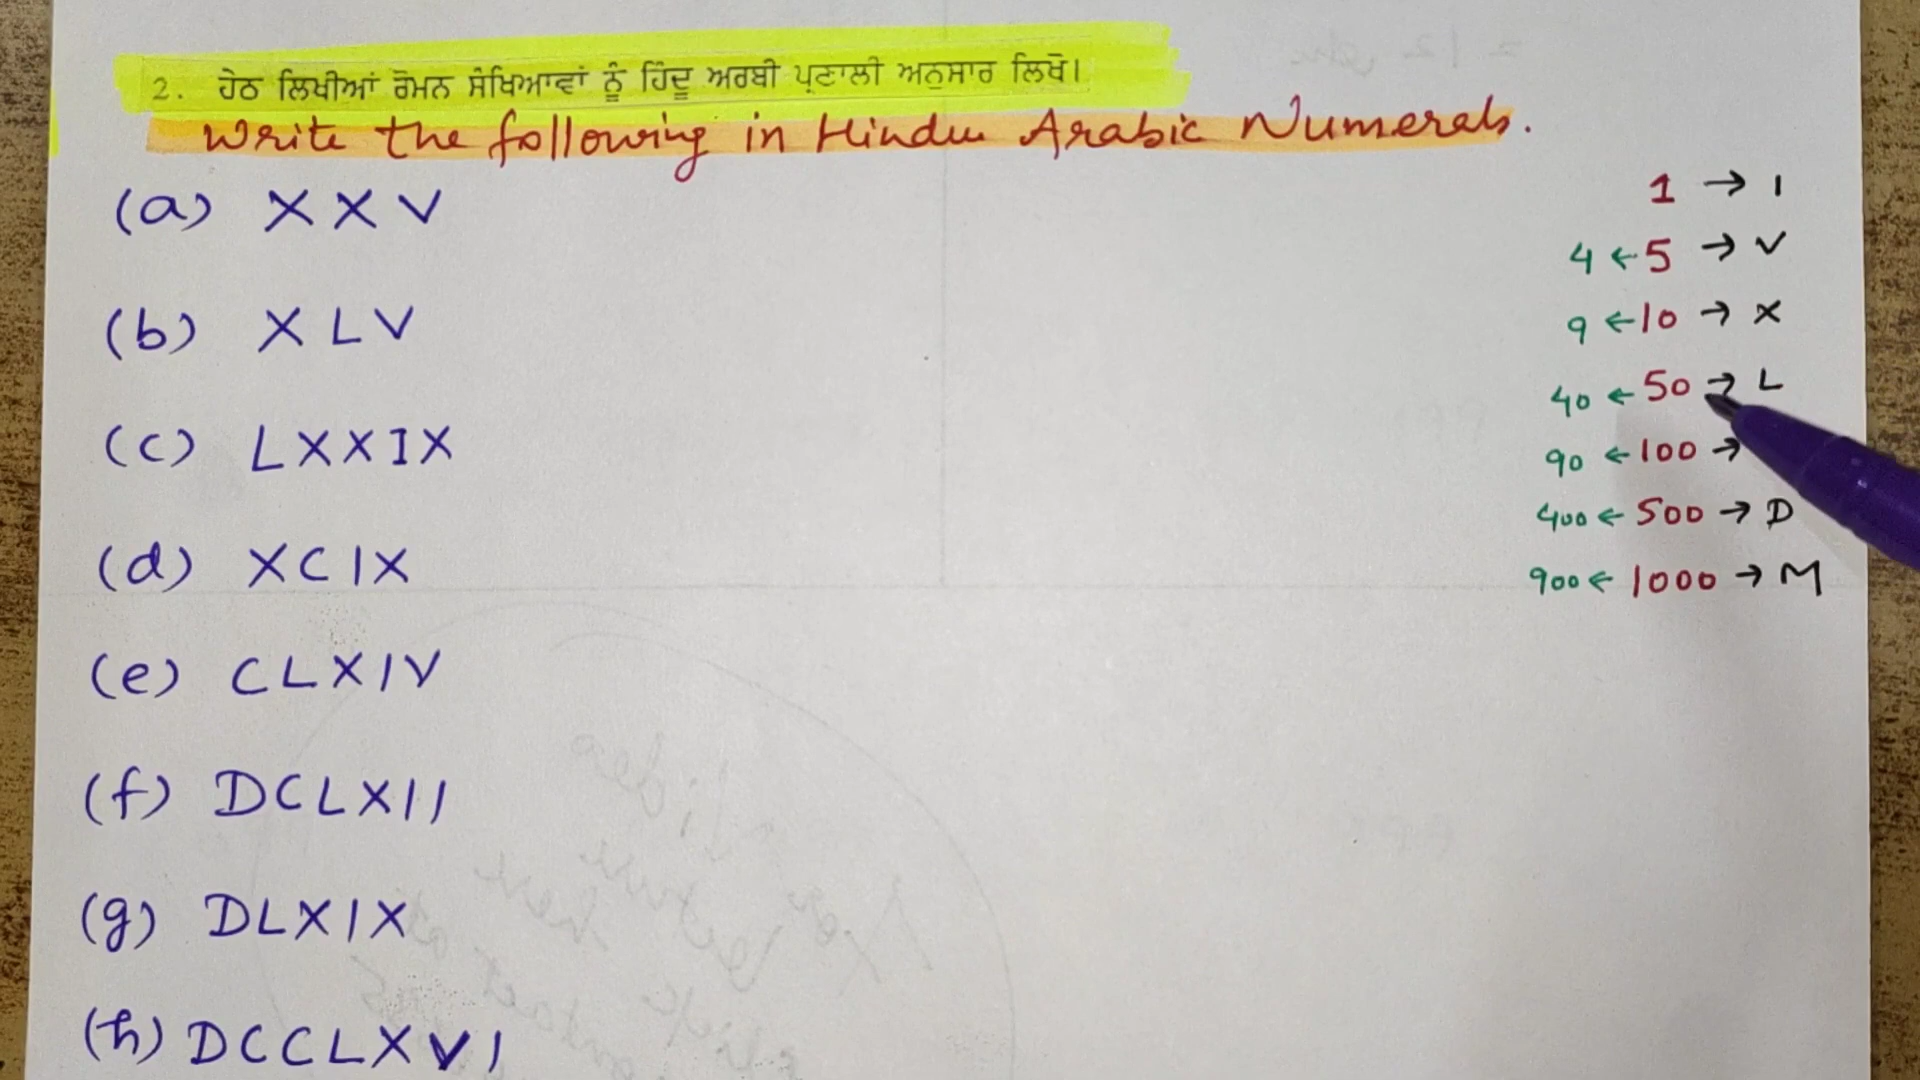 2. ਹੇਠ ਲਿਖੀਆਂ ਰੋਮਨ ਸੰਖਿਆਵਾਂ ਨੂੰ ਹਿੰਦੂ ਅਰਬੀ ਪ੍ਰਣਾਲੀ ਅਨੁਸਾਰ ਲਿਖੋ।
Write the following in Hindu Arabic Numerals.
(a) XXV
(b) XLV
(c) LXXIX
(d) XCIX
(e) CLXIV
(f) DCLXII
(g) DLXIX
(h) DCCLXVI
1 → I
4 ← 5 → V
9 ← 10 → X
40 ← 50 → L
90 ← 100 →
400 ← 500 → D
900 ← 1000 → M